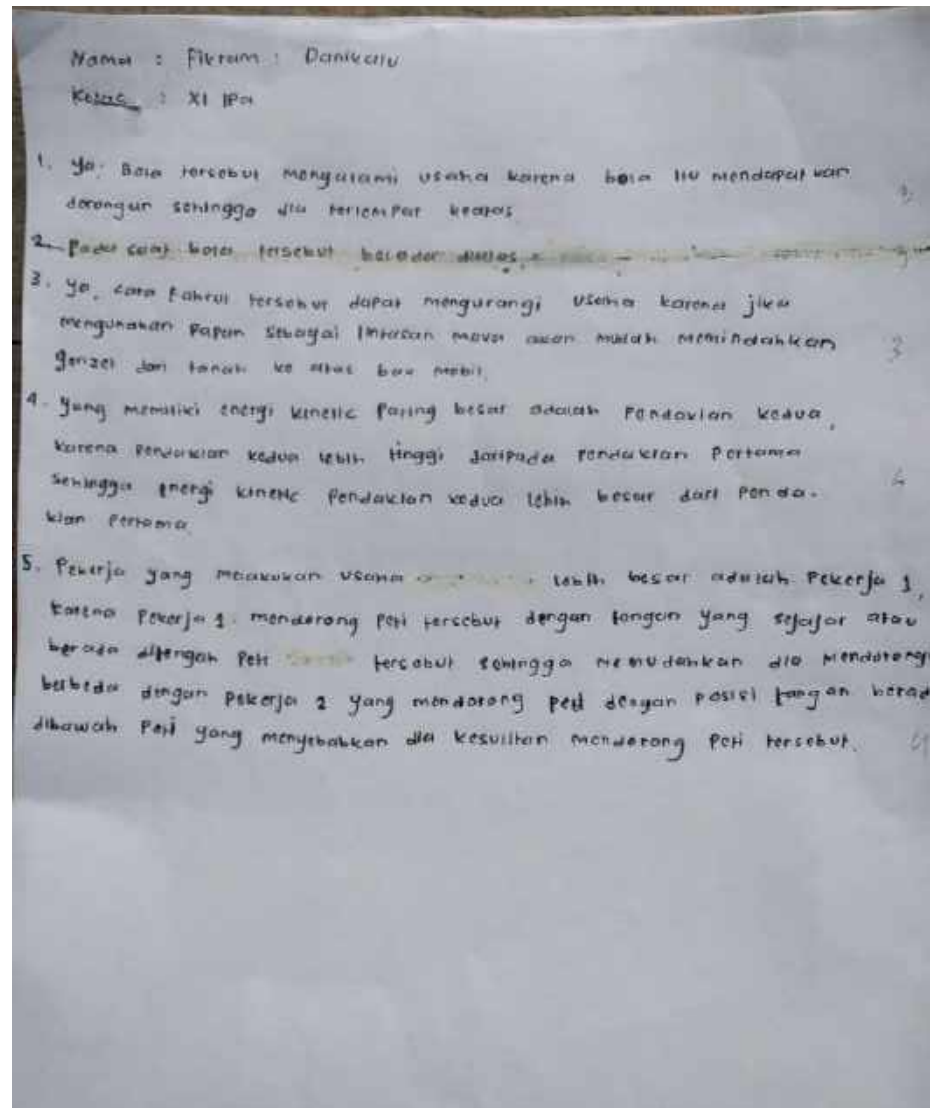 Nama : Fikram : Danikalu
Kelas : XI IPA
1. Ya. Bola tersebut mengalami usaha karena bola itu mendapatkan
dorongan sehingga dia terlempar keatas
2. Pada saat bola tersebut berada diatas
3. Ya, cara Fahrul tersebut dapat mengurangi usaha karena jika
mengunakan Papan sebagai lintasan maka akan mudah memindahkan
genzet dari tanah ke atas bak mobil.
3
4. Yang memiliki energi kinetic Paling besar adalah Pendakian kedua,
karena Pendakian kedua lebih tinggi daripada Pendakian Pertama
sehingga energi kinetic Pendakian kedua lebih besar dari Penda-
kian Pertama.
4
5. Pekerja yang melakukan usaha lebih besar adalah Pekerja 1,
karena Pekerja 1 mendorong Peti tersebut dengan tangan yang sejajar atau
berada ditengah Peti tersebut sehingga memudahkan dia mendorong
berbeda dengan Pekerja 2 yang mendorong peti dengan posisi tangan berad
dibawah Peti yang menyebabkan dia kesulitan mendorong Peti tersebut.